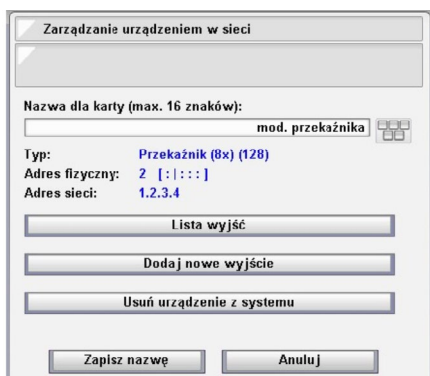 Zarządzanie urządzeniem w sieci
Nazwa dla karty (max. 16 znaków):
mod. przekaźnika
Typ: Przekaźnik (8x) (128)
Adres fizyczny: 2 [:|:::]
Adres sieci: 1.2.3.4
Lista wyjść
Dodaj nowe wyjście
Usuń urządzenie z systemu
Zapisz nazwę Anuluj